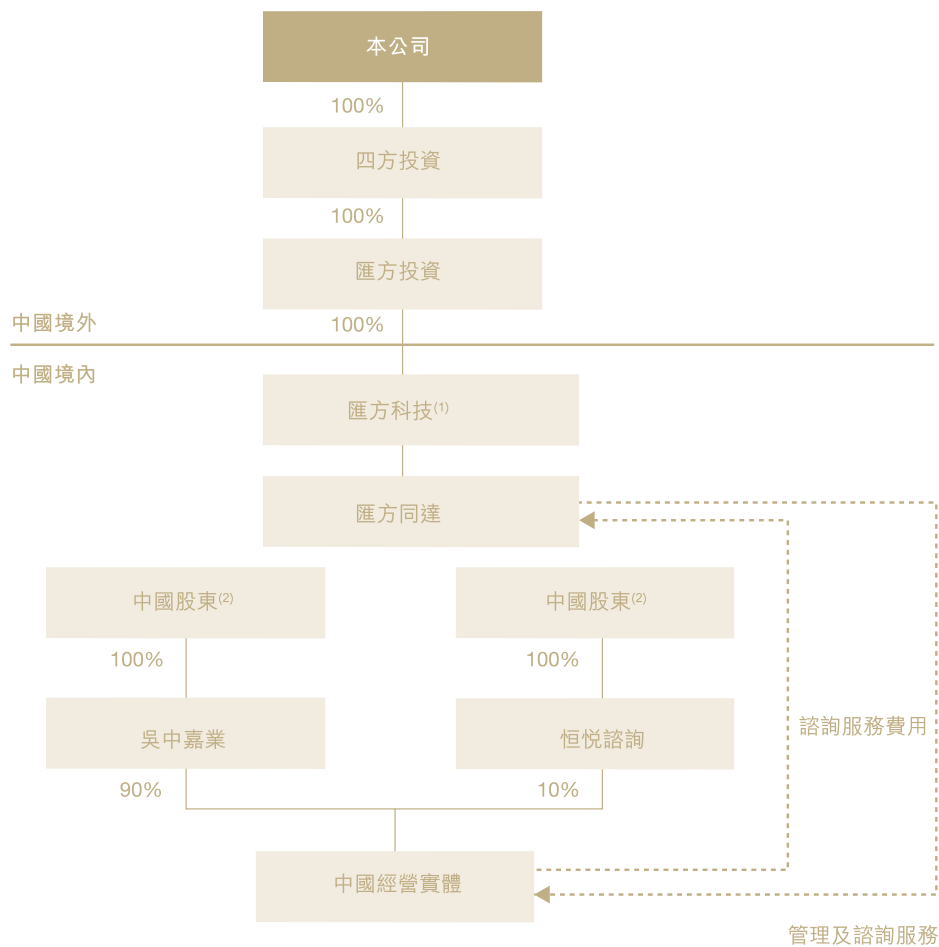 本公司
100%
四方投資
100%
匯方投資
中國境外
100%
中國境內
匯方科技(1)
匯方同達
中國股東(2)
中國股東(2)
100%
100%
吳中嘉業
恒悦諮詢
諮詢服務費用
90%
10%
中國經營實體
管理及諮詢服務